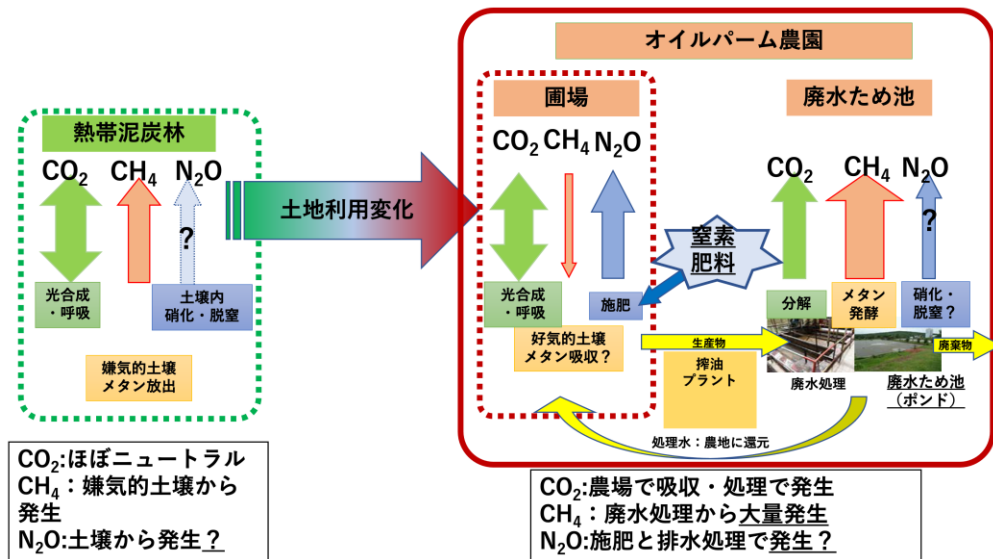 オイルパーム農園
熱帯泥炭林
CO₂ CH₄ N₂O
?
光合成
・呼吸
土壌内
硝化・脱窒
嫌気的土壌
メタン放出
土地利用変化
圃場
CO₂ CH₄ N₂O
光合成
・呼吸
施肥
好気的土壌
メタン吸収？
窒素
肥料
廃水ため池
CO₂ CH₄ N₂O
?
分解
メタン
発酵
硝化・
脱窒？
生産物
搾油
プラント
廃水処理
廃棄物
廃水ため池
（ポンド）
処理水：農地に還元
CO₂:ほぼニュートラル
CH₄：嫌気的土壌から
発生
N₂O:土壌から発生？
CO₂:農場で吸収・処理で発生
CH₄：廃水処理から大量発生
N₂O:施肥と排水処理で発生？